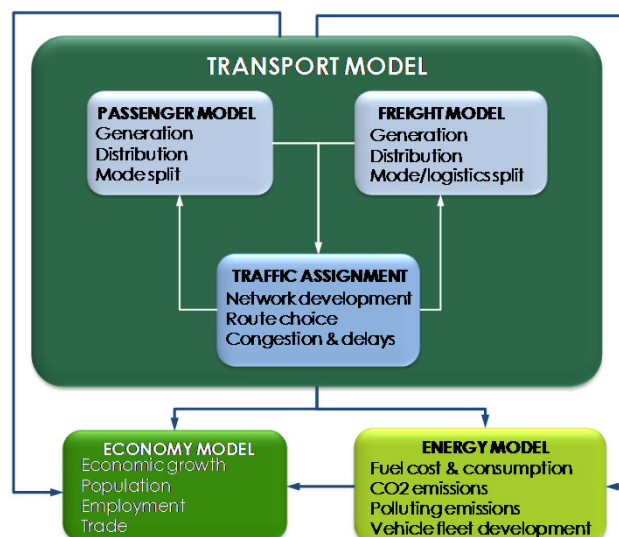 TRANSPORT MODEL
PASSENGER MODEL
Generation
Distribution
Mode split
FREIGHT MODEL
Generation
Distribution
Mode/logistics split
TRAFFIC ASSIGNMENT
Network development
Route choice
Congestion & delays
ECONOMY MODEL
Economic growth
Population
Employment
Trade
ENERGY MODEL
Fuel cost & consumption
CO2 emissions
Polluting emissions
Vehicle fleet development